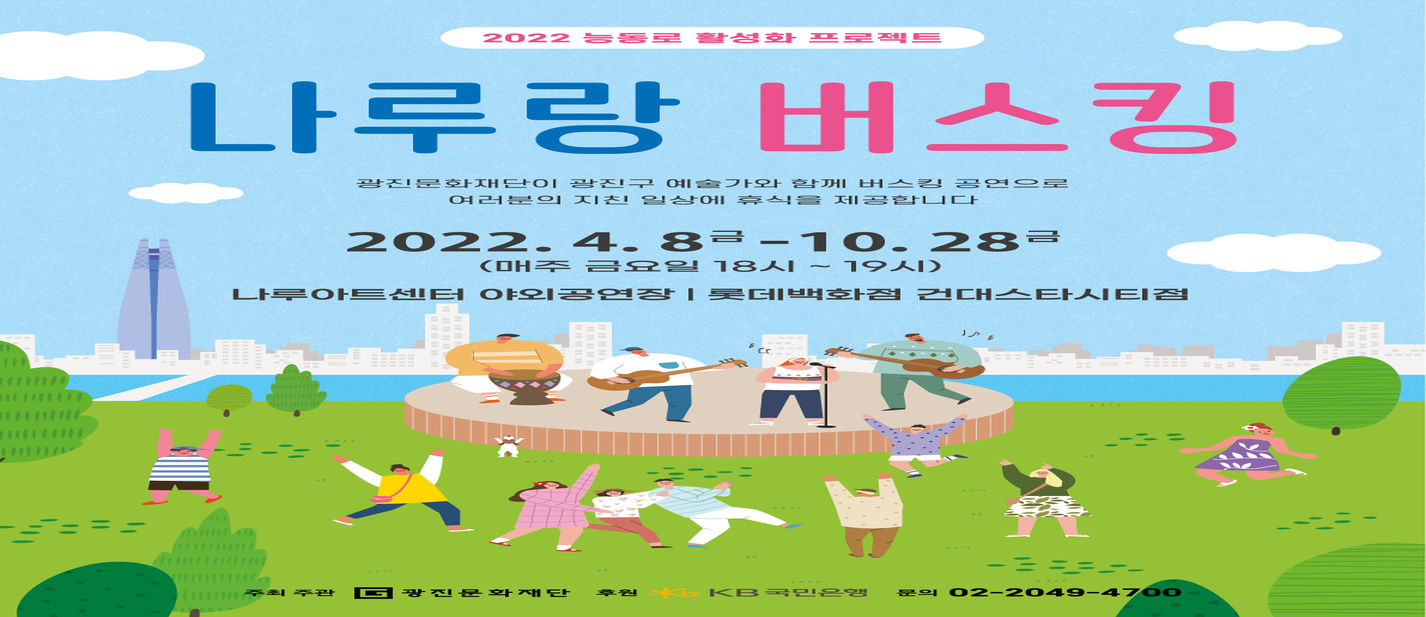 2022 능동로 활성화 프로젝트
나루랑 버스킹
광진문화재단이 광진구 예술가와 함께 버스킹 공연으로
여러분의 지친 일상에 휴식을 제공합니다
2022. 4. 8금 -10. 28금
(매주 금요일 18시 ~ 19시)
나루아트센터 야외공연장 | 롯데백화점 건대스타시티점
주최 주관 광진문화재단 후원 KB국민은행 문의 02-2049-4700